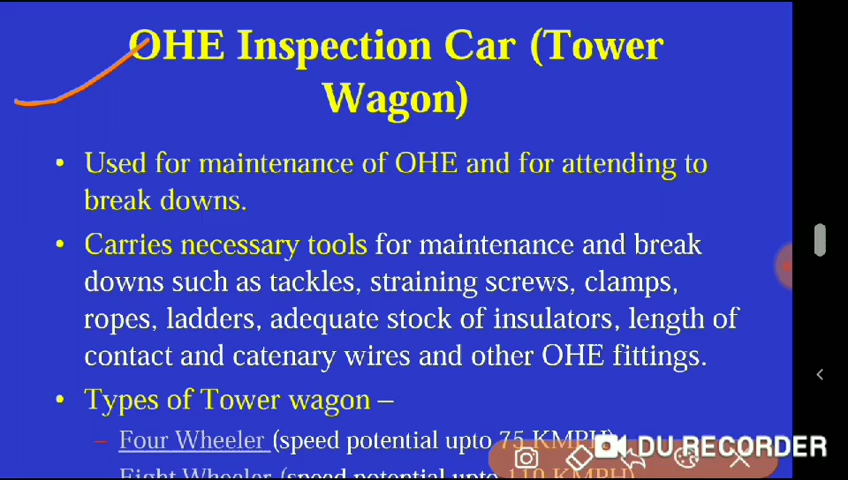 OHE Inspection Car (Tower
Wagon)
• Used for maintenance of OHE and for attending to
break downs.
• Carries necessary tools for maintenance and break
downs such as tackles, straining screws, clamps,
ropes, ladders, adequate stock of insulators, length of
contact and catenary wires and other OHE fittings.
• Types of Tower wagon –
– Four Wheeler (speed potential upto 75 KMPH)
Eight Wheeler (speed potential upto 110 KMPH)
DU RECORDER